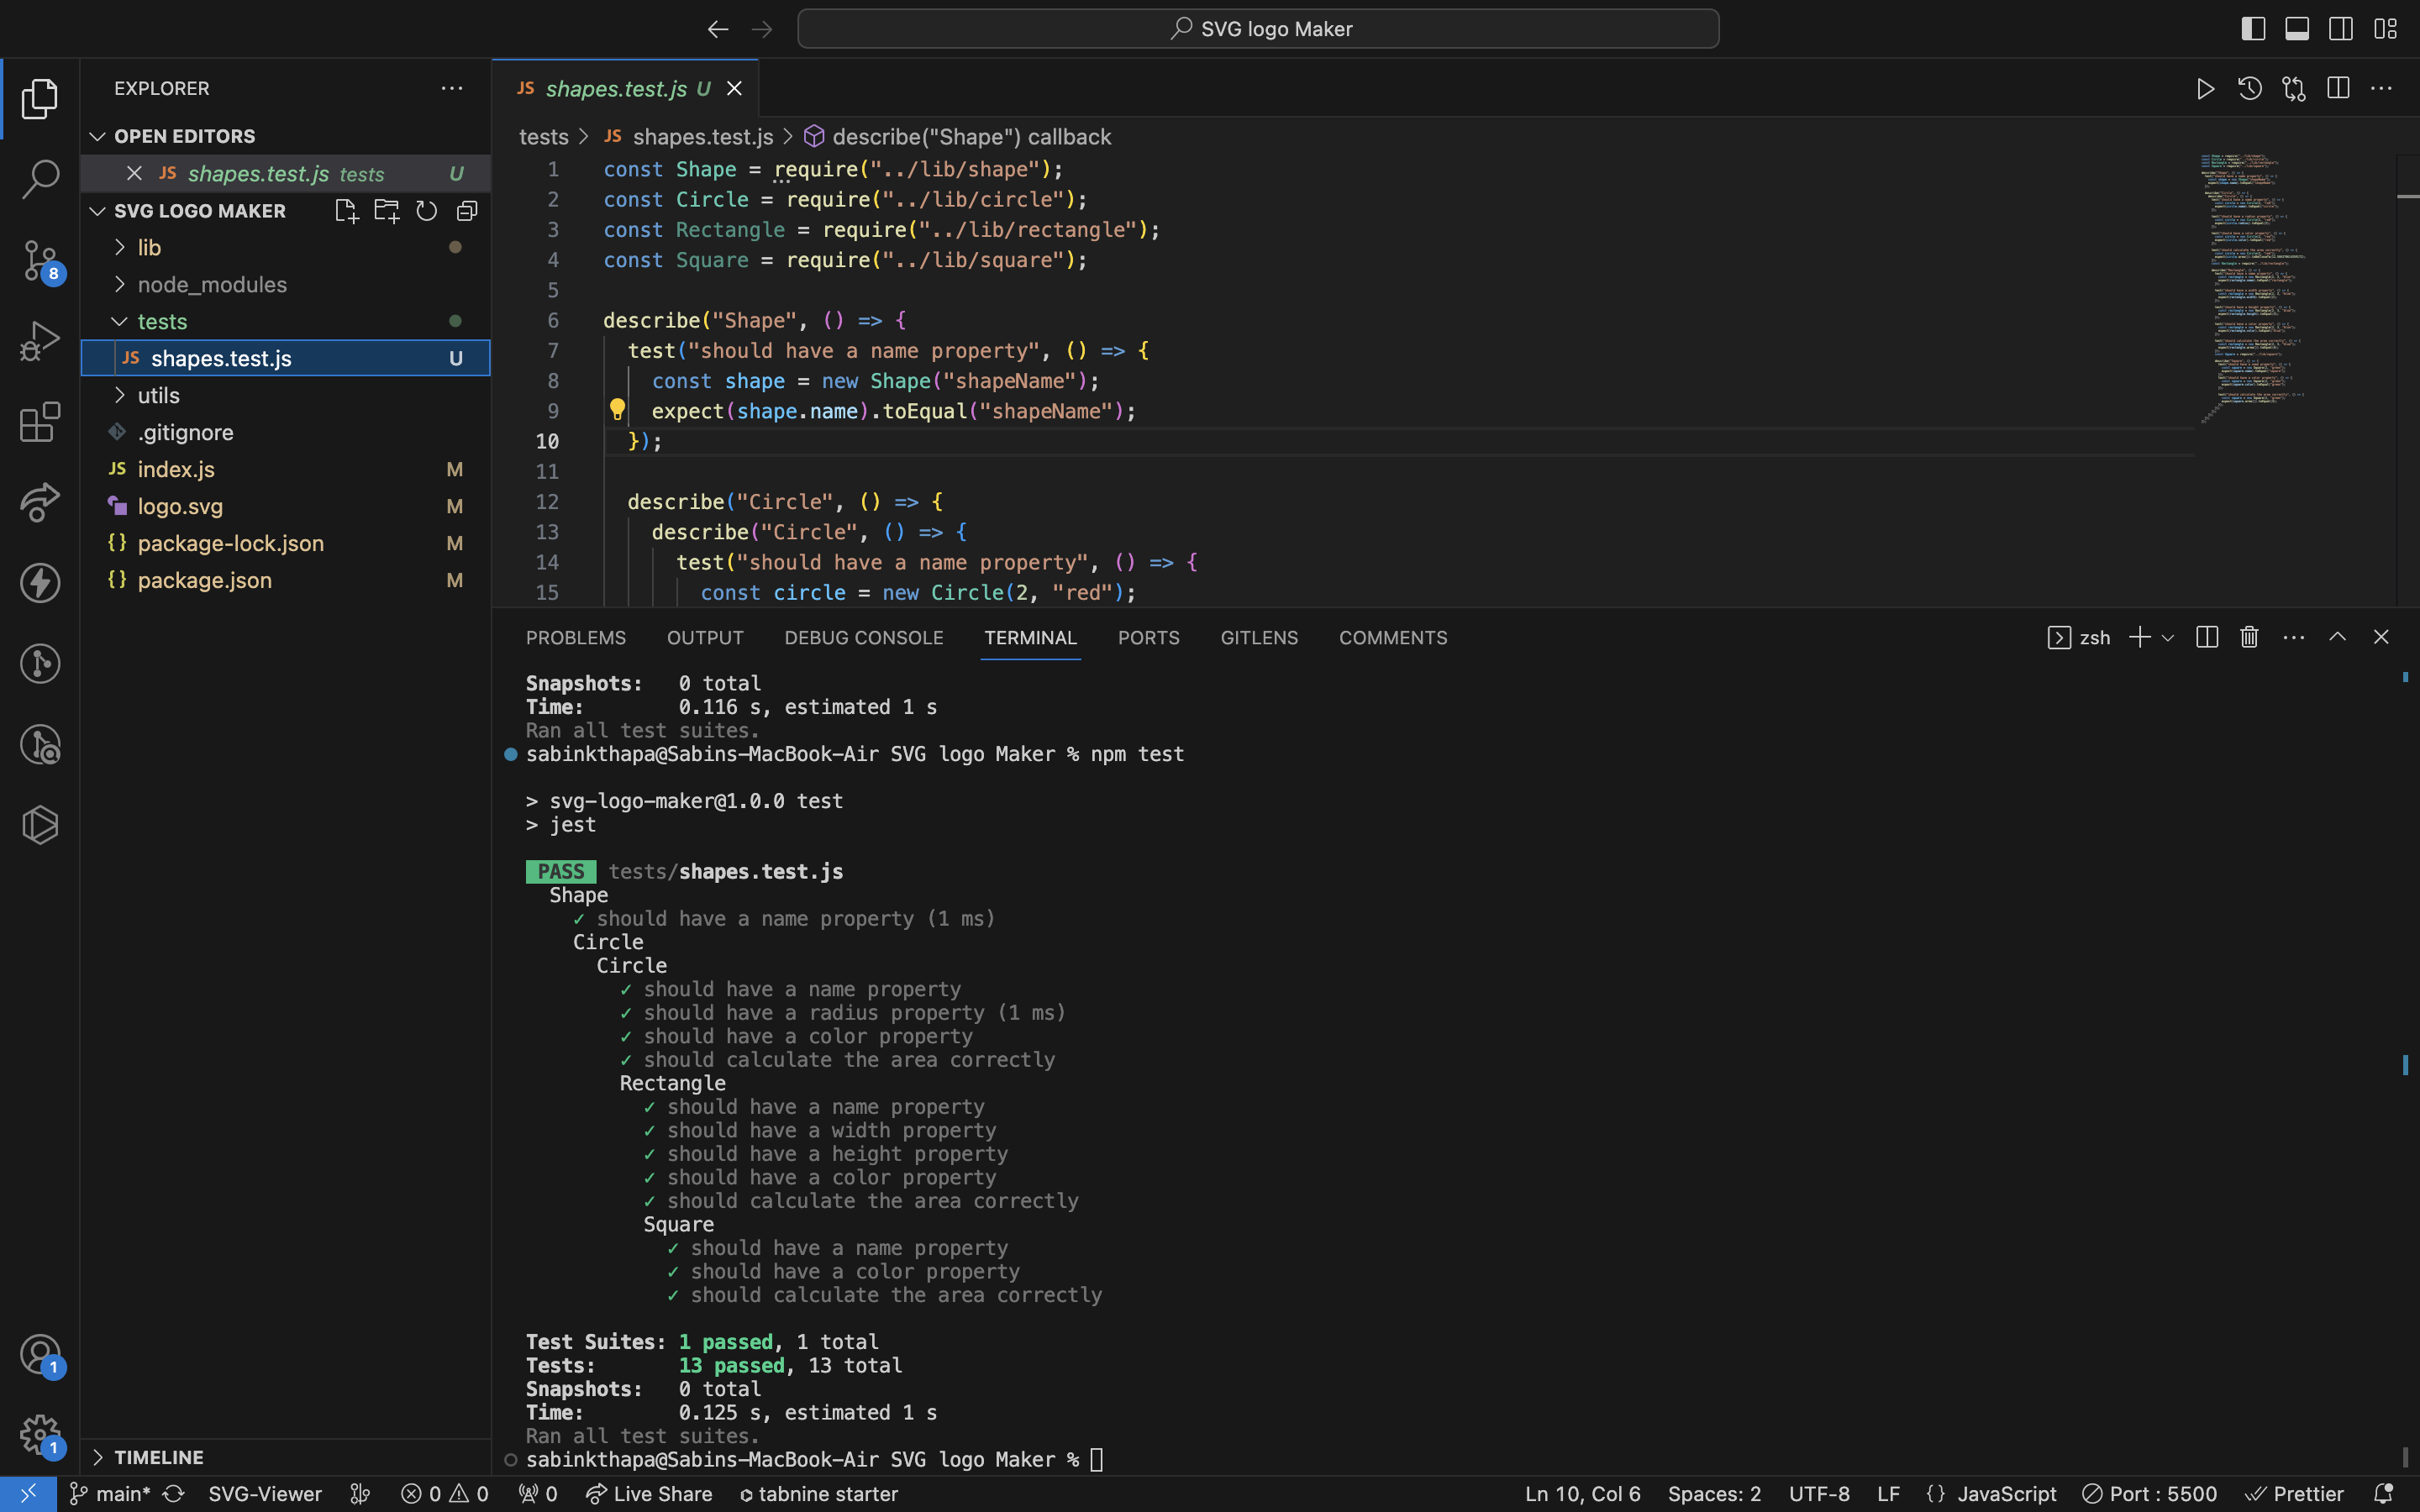 SVG logo Maker
EXPLORER
OPEN EDITORS
JS shapes.test.js tests U
SVG LOGO MAKER
lib
node_modules
tests
JS shapes.test.js U
utils
.gitignore
JS index.js M
logo.svg M
{} package-lock.json M
{} package.json M
TIMELINE
8
1
1
JS shapes.test.js U
tests > JS shapes.test.js > describe("Shape") callback
1 const Shape = require("../lib/shape");
2 const Circle = require("../lib/circle");
3 const Rectangle = require("../lib/rectangle");
4 const Square = require("../lib/square");
5
6 describe("Shape", () => {
7 test("should have a name property", () => {
8 const shape = new Shape("shapeName");
9 expect(shape.name).toEqual("shapeName");
10 });
11
12 describe("Circle", () => {
13 describe("Circle", () => {
14 test("should have a name property", () => {
15 const circle = new Circle(2, "red");
PROBLEMS OUTPUT DEBUG CONSOLE TERMINAL PORTS GITLENS COMMENTS
zsh
Snapshots: 0 total
Time: 0.116 s, estimated 1 s
Ran all test suites.
sabinkthapa@Sabins-MacBook-Air SVG logo Maker % npm test
> svg-logo-maker@1.0.0 test
> jest
PASS tests/shapes.test.js
Shape
✓ should have a name property (1 ms)
Circle
Circle
✓ should have a name property
✓ should have a radius property (1 ms)
✓ should have a color property
✓ should calculate the area correctly
Rectangle
✓ should have a name property
✓ should have a width property
✓ should have a height property
✓ should have a color property
✓ should calculate the area correctly
Square
✓ should have a name property
✓ should have a color property
✓ should calculate the area correctly
Test Suites: 1 passed, 1 total
Tests: 13 passed, 13 total
Snapshots: 0 total
Time: 0.125 s, estimated 1 s
Ran all test suites.
sabinkthapa@Sabins-MacBook-Air SVG logo Maker %
main* SVG-Viewer 0 0 0 Live Share tabnine starter Ln 10, Col 6 Spaces: 2 UTF-8 LF {} JavaScript Port : 5500 Prettier